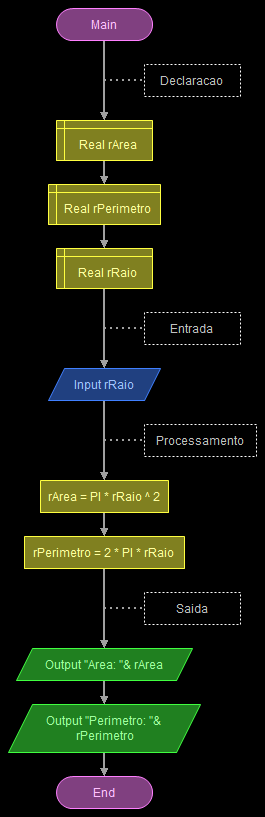 Main
Declaracao
Real rArea
Real rPerimetro
Real rRaio
Entrada
Input rRaio
Processamento
rArea = PI * rRaio ^ 2
rPerimetro = 2 * PI * rRaio
Saida
Output "Area: "& rArea
Output "Perimetro: "&
rPerimetro
End